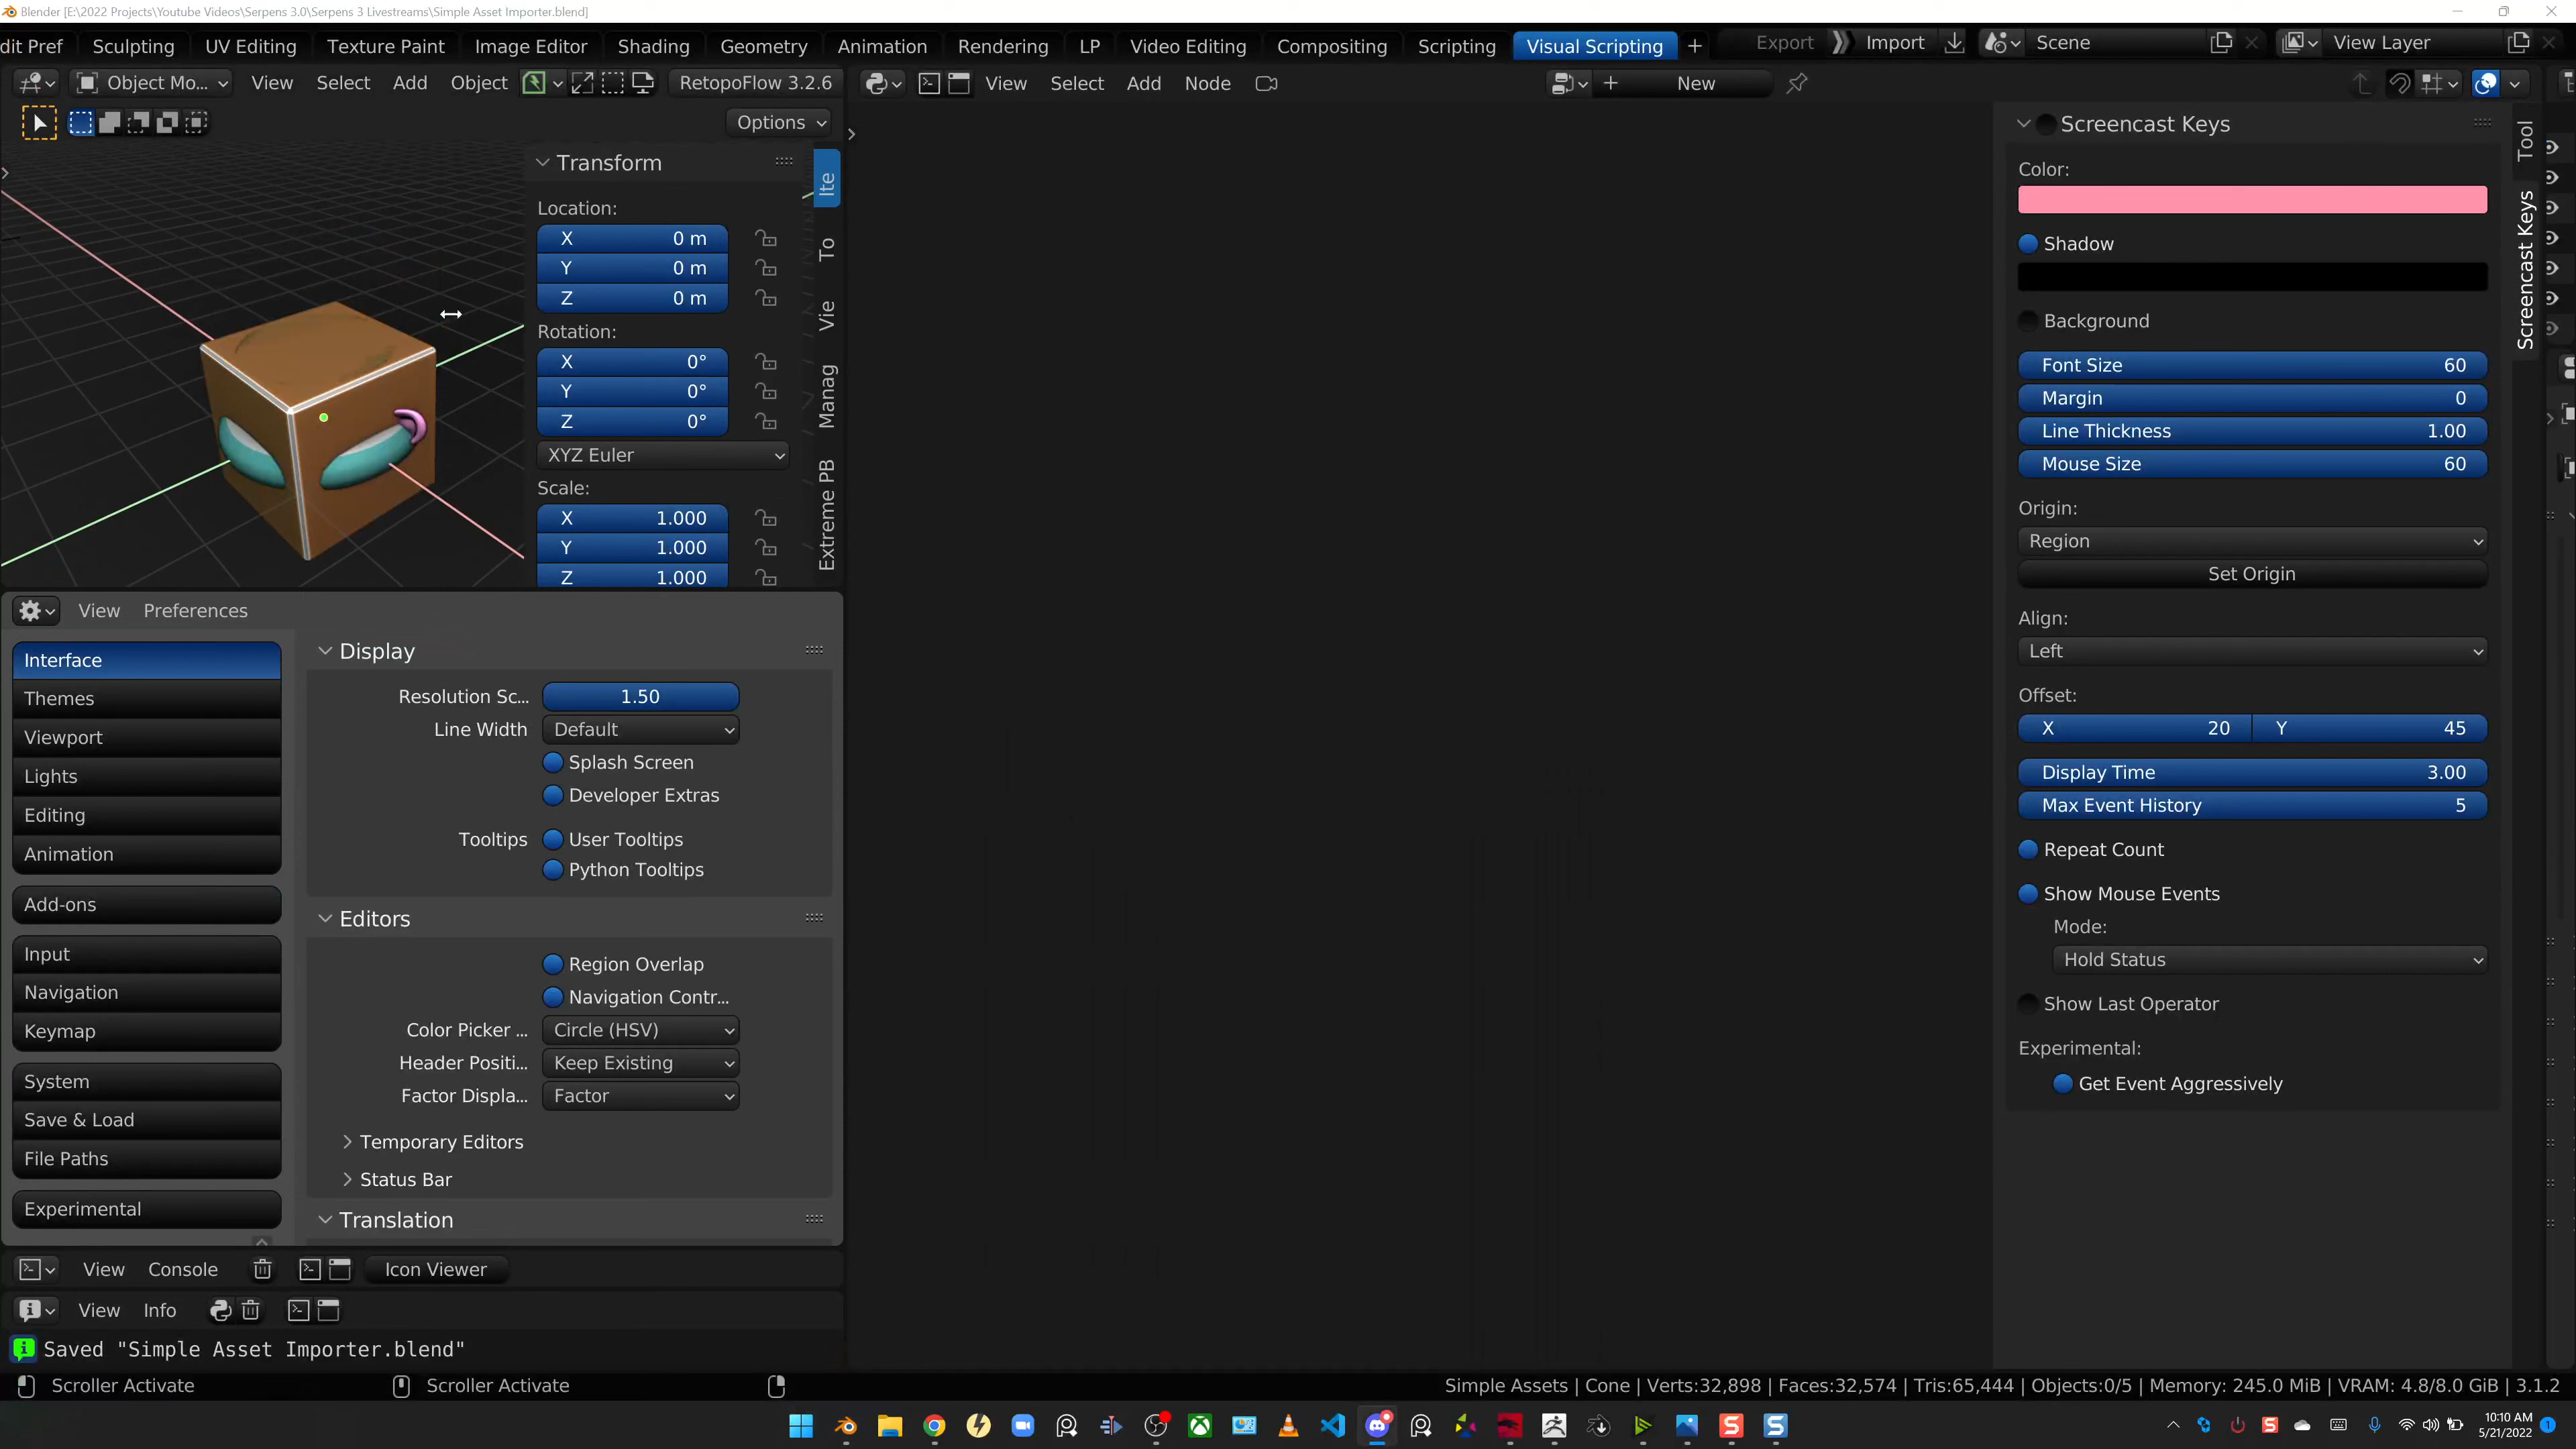 Blender [E:\2022 Projects\Youtube Videos\Serpens 3.0\Serpens 3 Livestreams\Simple Asset Importer.blend]
dit Pref Sculpting UV Editing Texture Paint Image Editor Shading Geometry Animation Rendering LP Video Editing Compositing Scripting Visual Scripting + Export Import Scene View Layer
Object Mo... View Select Add Object RetopoFlow 3.2.6 View Select Add Node New
Options
Transform
Location:
X 0 m
Y 0 m
Z 0 m
Rotation:
X 0°
Y 0°
Z 0°
XYZ Euler
Scale:
X 1.000
Y 1.000
Z 1.000
Ite
To
Vie
Manag
Extreme PB
View Preferences
Interface
Themes
Viewport
Lights
Editing
Animation
Add-ons
Input
Navigation
Keymap
System
Save & Load
File Paths
Experimental
Display
Resolution Sc... 1.50
Line Width Default
Splash Screen
Developer Extras
Tooltips User Tooltips
Python Tooltips
Editors
Region Overlap
Navigation Contr...
Color Picker ... Circle (HSV)
Header Positi... Keep Existing
Factor Displa... Factor
Temporary Editors
Status Bar
Translation
View Console Icon Viewer
View Info
Saved "Simple Asset Importer.blend"
Screencast Keys
Color:
Shadow
Background
Font Size 60
Margin 0
Line Thickness 1.00
Mouse Size 60
Origin:
Region
Set Origin
Align:
Left
Offset:
X 20 Y 45
Display Time 3.00
Max Event History 5
Repeat Count
Show Mouse Events
Mode:
Hold Status
Show Last Operator
Experimental:
Get Event Aggressively
Tool
Screencast Keys
Scroller Activate Scroller Activate Simple Assets | Cone | Verts:32,898 | Faces:32,574 | Tris:65,444 | Objects:0/5 | Memory: 245.0 MiB | VRAM: 4.8/8.0 GiB | 3.1.2
10:10 AM
5/21/2022
1